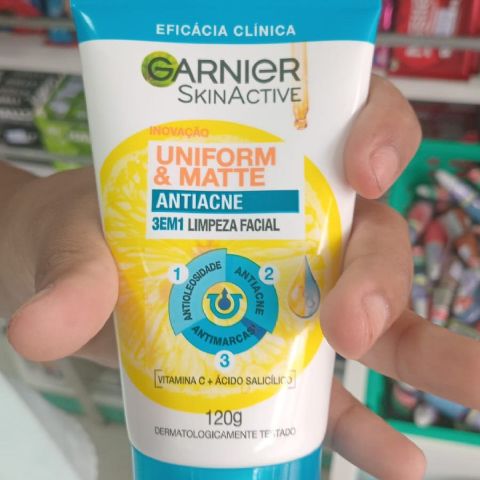 EFICÁCIA CLÍNICA
GARNIER
SKINACTIVE
INOVAÇÃO
UNIFORM
& MATTE
ANTIACNE
3EM1 LIMPEZA FACIAL
1
ANTIOLEOSIDADE
2
ANTIACNE
ANTIMARCAS
3
VITAMINA C + ÁCIDO SALICÍLICO
120g
DERMATOLOGICAMENTE TESTADO